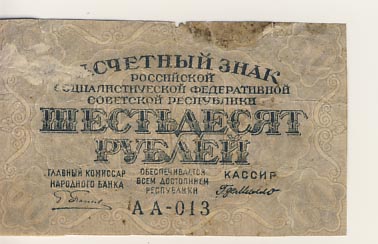 АСЧЕТНЫЙ ЗНАК
РОССИЙСКОЙ
СОЦИАЛИСТИЧЕСКОЙ ФЕДЕРАТИВНОЙ
СОВЕТСКОЙ РЕСПУБЛИКИ
ШЕСТЬДЕСЯТ
РУБЛЕЙ
ГЛАВНЫЙ КОМИССАР
НАРОДНОГО БАНКА
ОБЕСПЕЧИВАЕТСЯ
ВСЕМ ДОСТОЯНИЕМ
РЕСПУБЛИКИ
КАССИР
АА-013